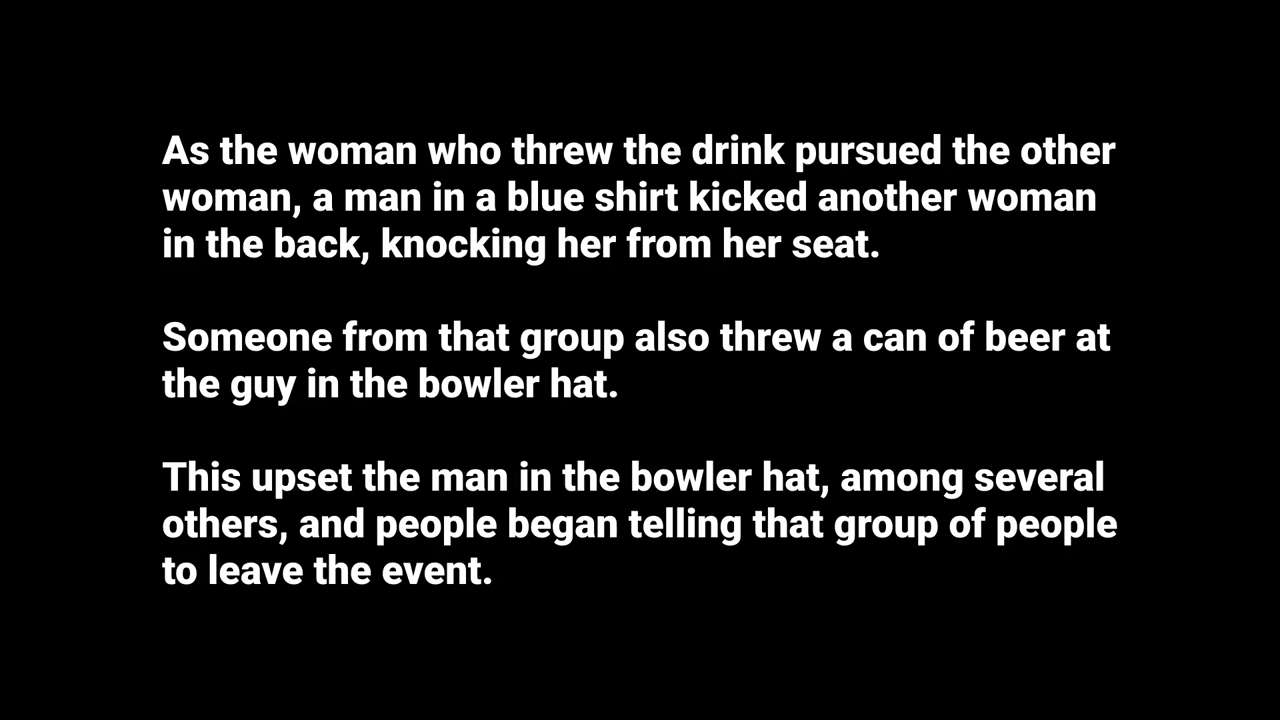 As the woman who threw the drink pursued the other
woman, a man in a blue shirt kicked another woman
in the back, knocking her from her seat.
Someone from that group also threw a can of beer at
the guy in the bowler hat.
This upset the man in the bowler hat, among several
others, and people began telling that group of people
to leave the event.